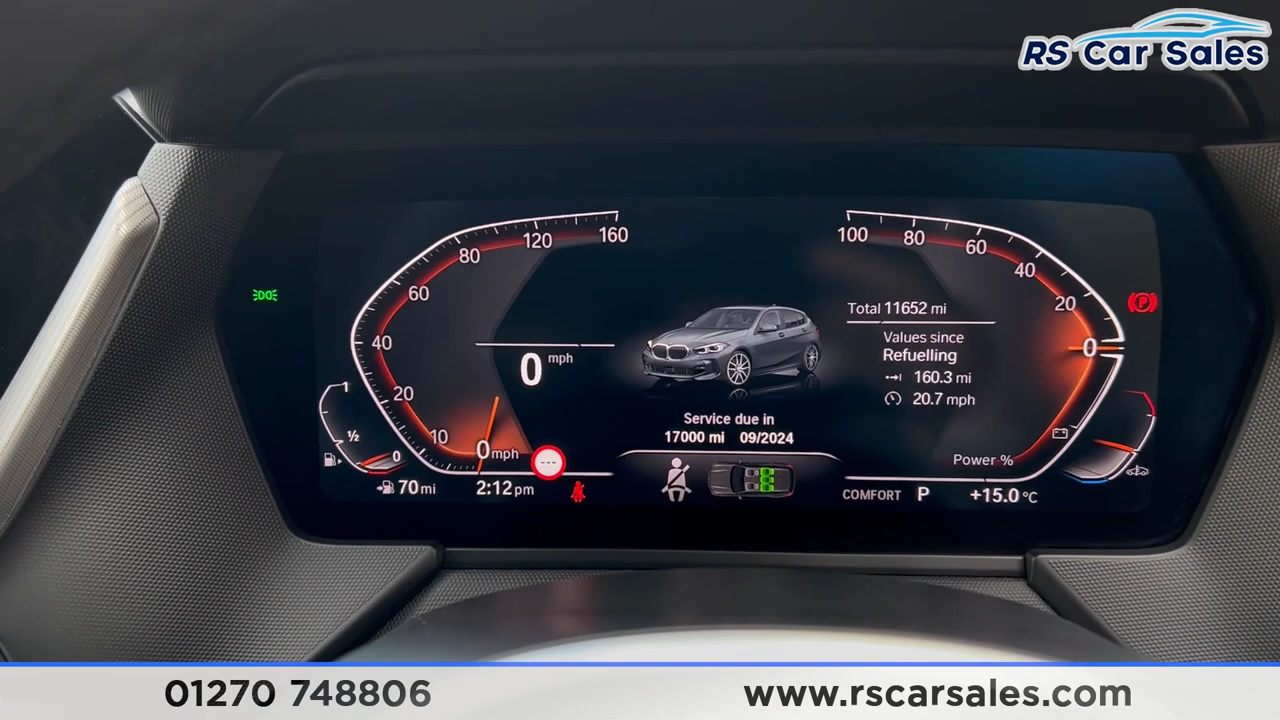 RS Car Sales
160
120
80
60
40
20
10
0 mph
0 mph
1
½
0
70 mi
2:12 pm
---
Total 11652 mi
Values since
Refuelling
160.3 mi
20.7 mph
Service due in
17000 mi 09/2024
100
80
60
40
20
0
Power %
COMFORT P +15.0 °C
P
01270 748806
www.rscarsales.com